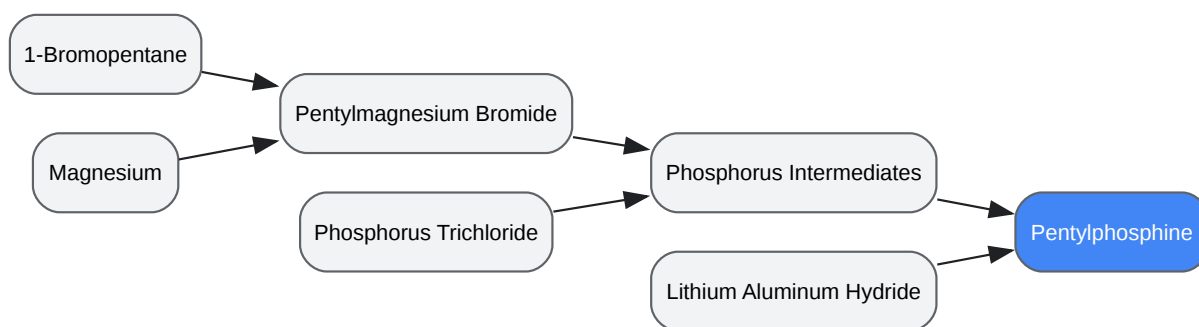 1-Bromopentane
Pentylmagnesium Bromide
Magnesium
Phosphorus Intermediates
Phosphorus Trichloride
Pentylphosphine
Lithium Aluminum Hydride